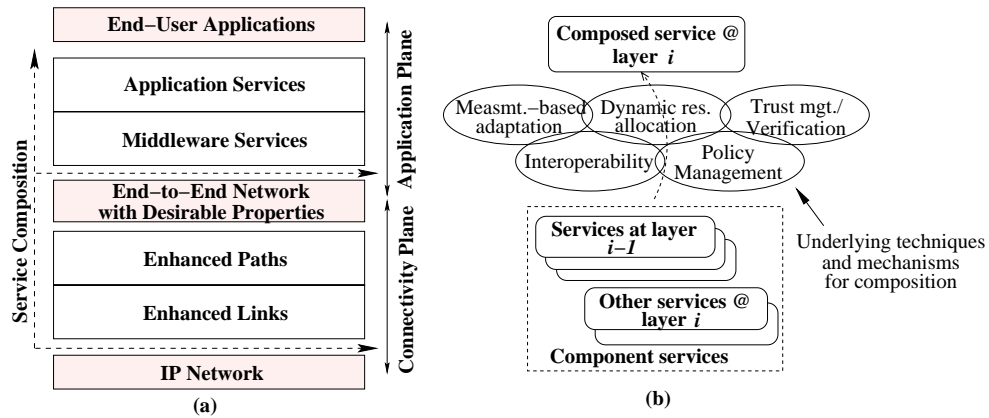 End−User Applications
Application Services
Middleware Services
End−to−End Network
with Desirable Properties
Enhanced Paths
Enhanced Links
IP Network
Service Composition
Application Plane
Connectivity Plane
(a)
Composed service @
layer i
Measmt.−based
adaptation
Dynamic res.
allocation
Trust mgt./
Verification
Interoperability
Policy
Management
Services at layer
i−1
Other services @
layer i
Component services
Underlying techniques
and mechanisms
for composition
(b)